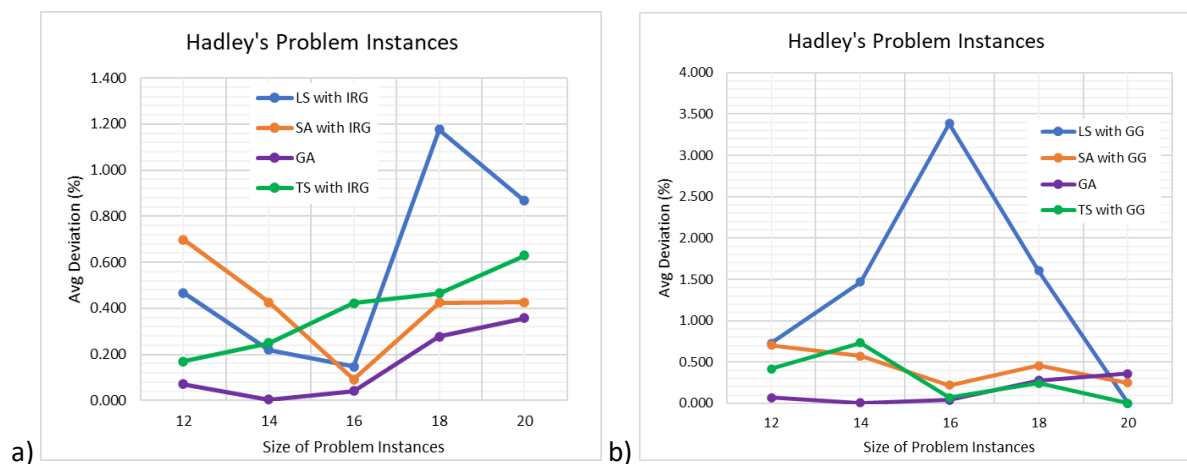 Hadley's Problem Instances
1.400
1.200
1.000
0.800
0.600
0.400
0.200
0.000
Avg Deviation (%)
LS with IRG
SA with IRG
GA
TS with IRG
12 14 16 18 20
Size of Problem Instances
a)
Hadley's Problem Instances
4.000
3.500
3.000
2.500
2.000
1.500
1.000
0.500
0.000
Avg Deviation (%)
LS with GG
SA with GG
GA
TS with GG
12 14 16 18 20
Size of Problem Instances
b)